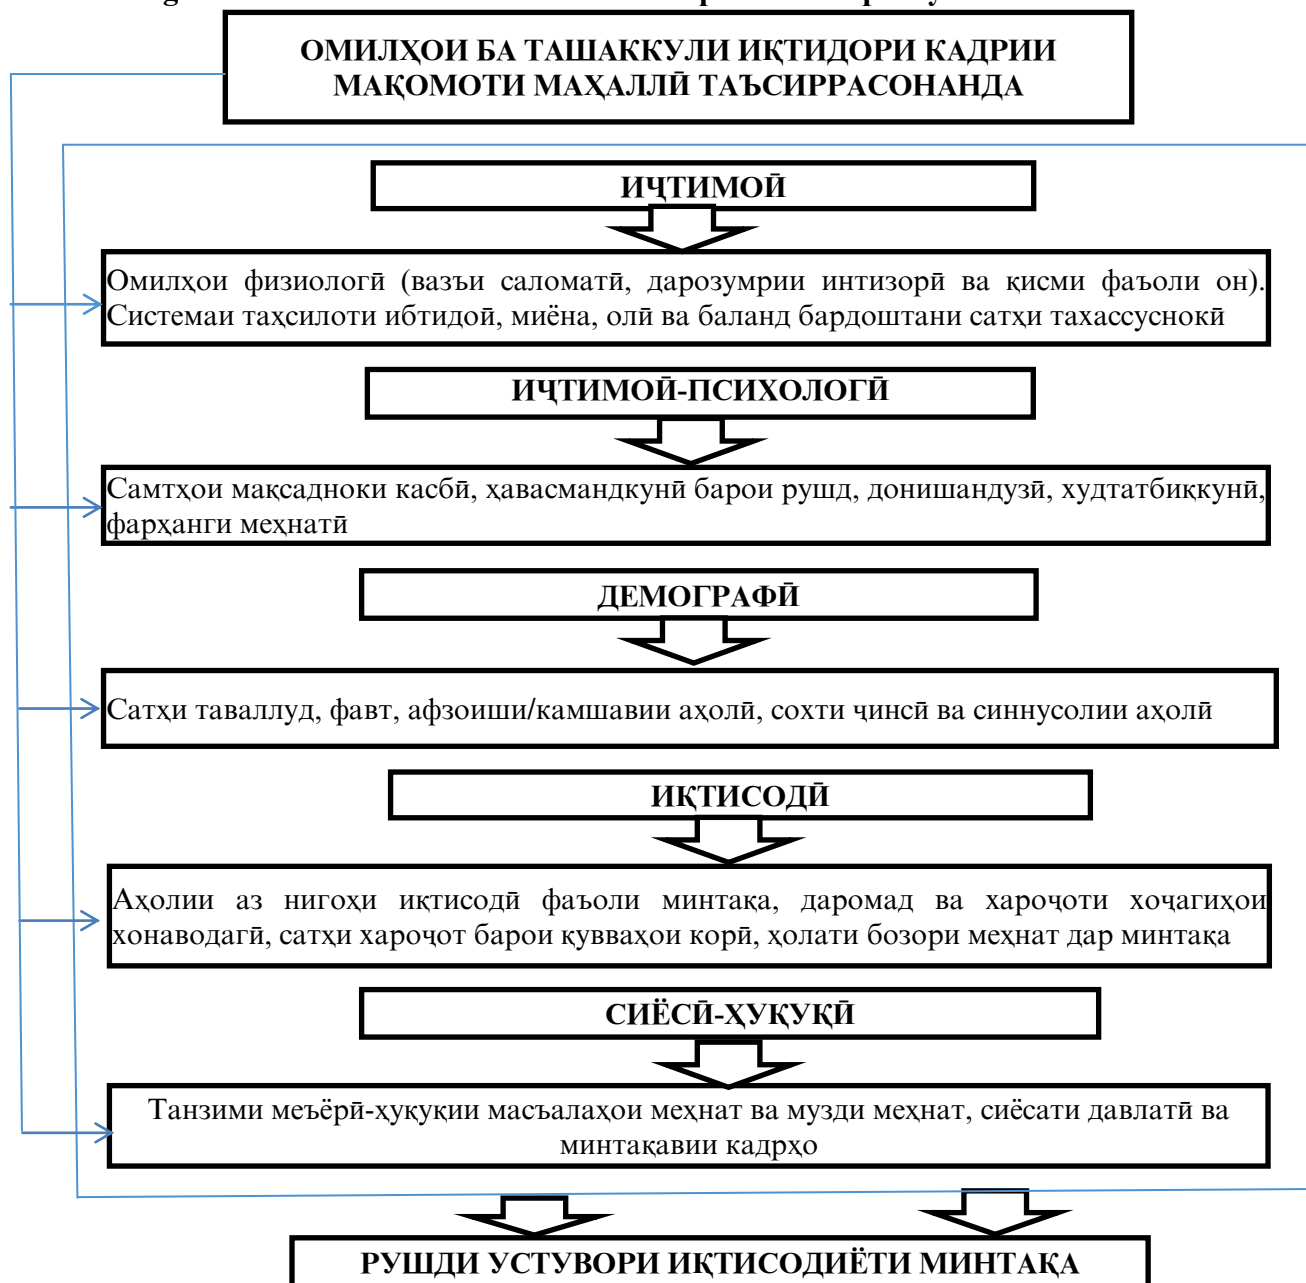 ОМИЛҲОИ БА ТАШАККУЛИ ИҚТИДОРИ КАДРИИ
МАҚОМОТИ МАҲАЛЛӢ ТАЪСИРРАСОНАНДА
ИҶТИМОӢ
Омилҳои физиологӣ (вазъи саломатӣ, дарозумрии интизорӣ ва қисми фаъоли он).
Системаи таҳсилоти ибтидоӣ, миёна, олӣ ва баланд бардоштани сатҳи тахассуснокӣ
ИҶТИМОӢ-ПСИХОЛОГӢ
Самтҳои мақсадноки касбӣ, ҳавасмандкунӣ барои рушд, донишандузӣ, худтатбиққунӣ,
фарҳанги меҳнатӣ
ДЕМОГРАФӢ
Сатҳи таваллуд, фавт, афзоиши/камшавии аҳолӣ, сохти ҷинсӣ ва синнусолии аҳолӣ
ИҚТИСОДӢ
Аҳолии аз нигоҳи иқтисодӣ фаъоли минтақа, даромад ва хароҷоти хоҷагиҳои
хонаводагӣ, сатҳи хароҷот барои қувваҳои корӣ, ҳолати бозори меҳнат дар минтақа
СИЁСӢ-ҲУҚУҚӢ
Танзими меъёрӣ-ҳуқуқии масъалаҳои меҳнат ва музди меҳнат, сиёсати давлатӣ ва
минтақавии кадрҳо
РУШДИ УСТУВОРИ ИҚТИСОДИЁТИ МИНТАҚА